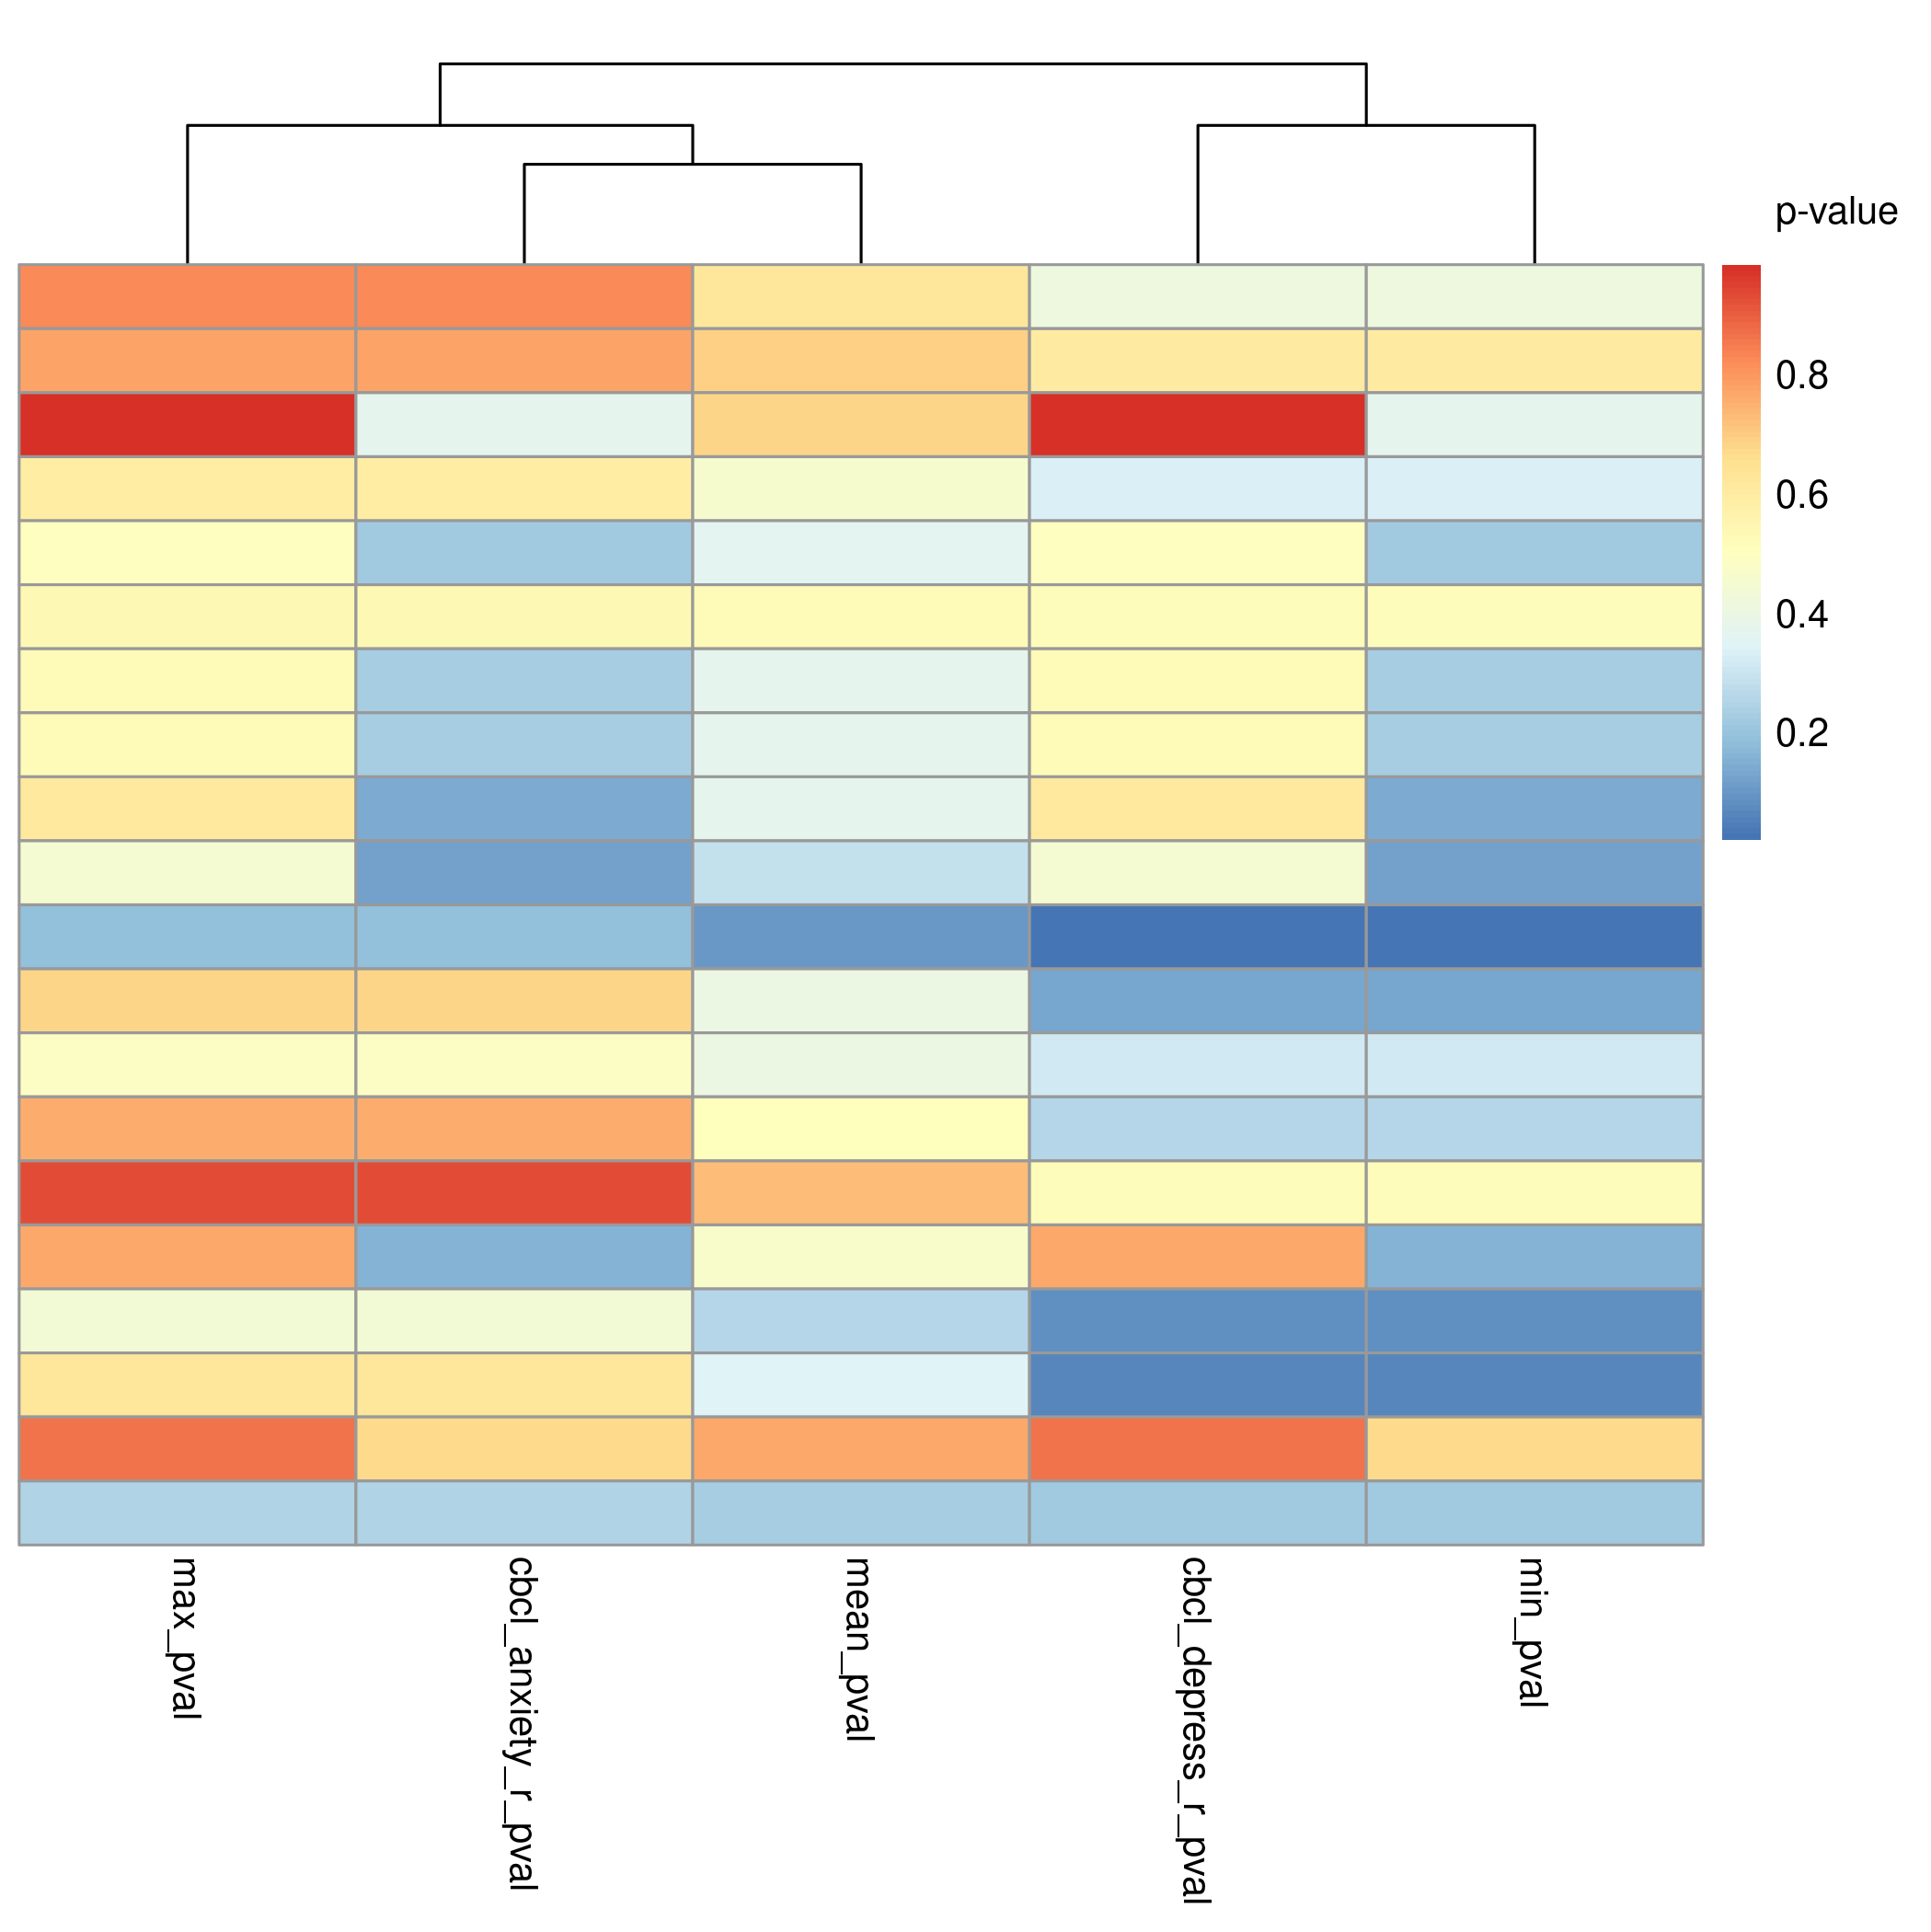 p-value
0.8
0.6
0.4
0.2
max_pval
cbcl_anxiety_r_pval
mean_pval
cbcl_depress_r_pval
min_pval